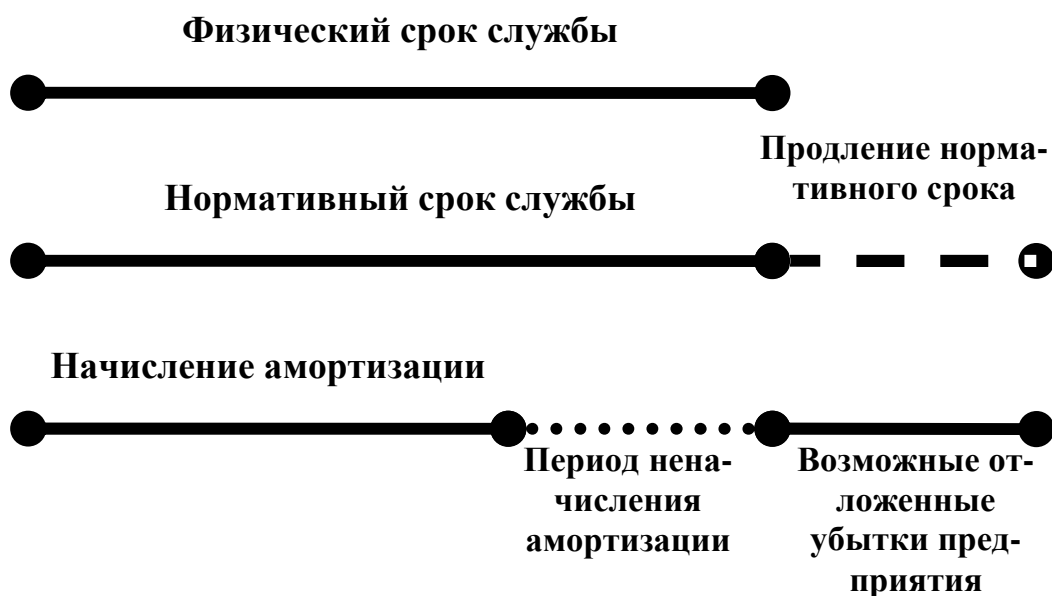 Физический срок службы
Продление норма-
тивного срока
Нормативный срок службы
Начисление амортизации
Период нена-
числения
амортизации
Возможные от-
ложенные
убытки пред-
приятия